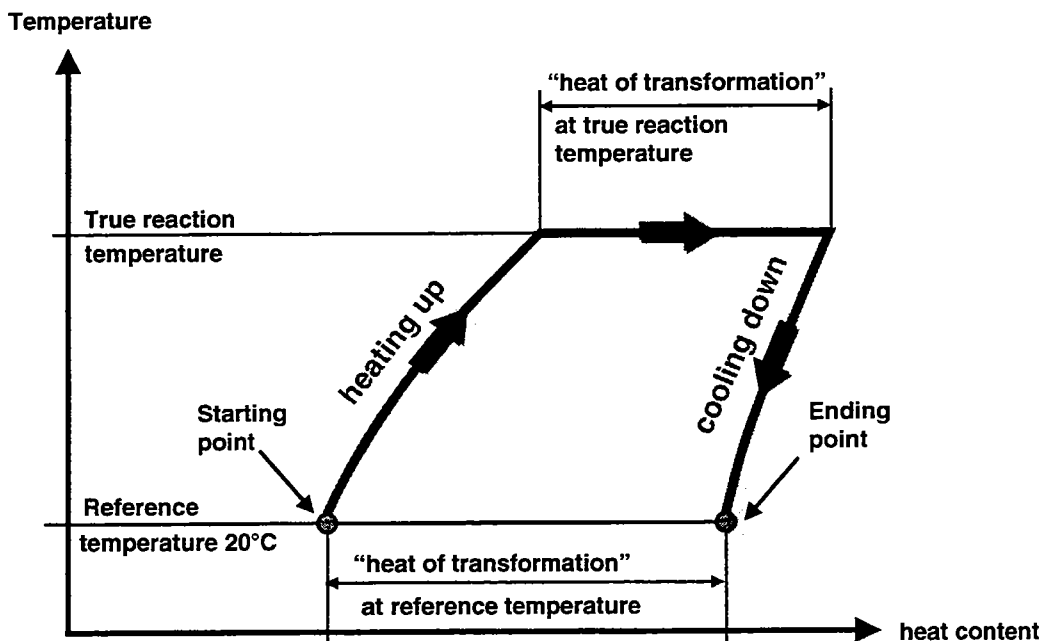 Temperature
“heat of transformation”
at true reaction
temperature
True reaction
temperature
heating up
cooling down
Starting
point
Ending
point
Reference
temperature 20°C
“heat of transformation”
at reference temperature
heat content